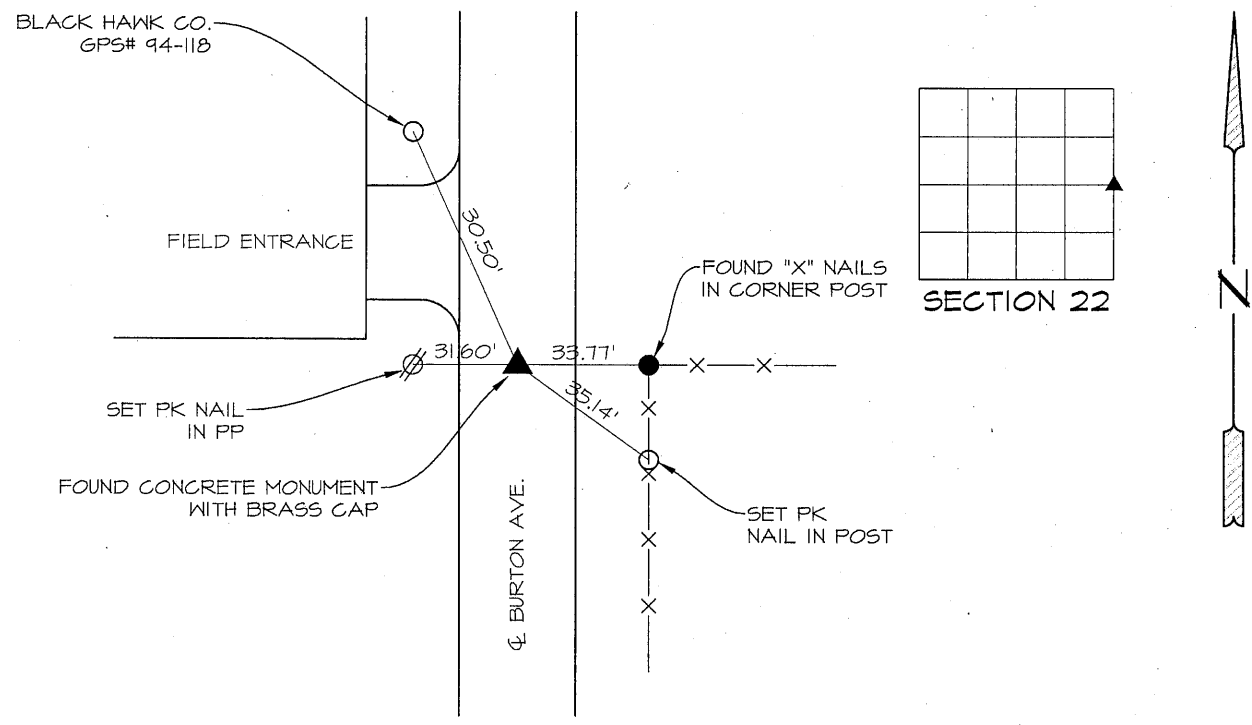 BLACK HAWK CO.
GPS# 94-118
30.50'
FIELD ENTRANCE
FOUND "X" NAILS
IN CORNER POST
SECTION 22
N
31.60'
33.77'
35.14'
SET PK NAIL
IN PP
FOUND CONCRETE MONUMENT
WITH BRASS CAP
SET PK
NAIL IN POST
℄ BURTON AVE.